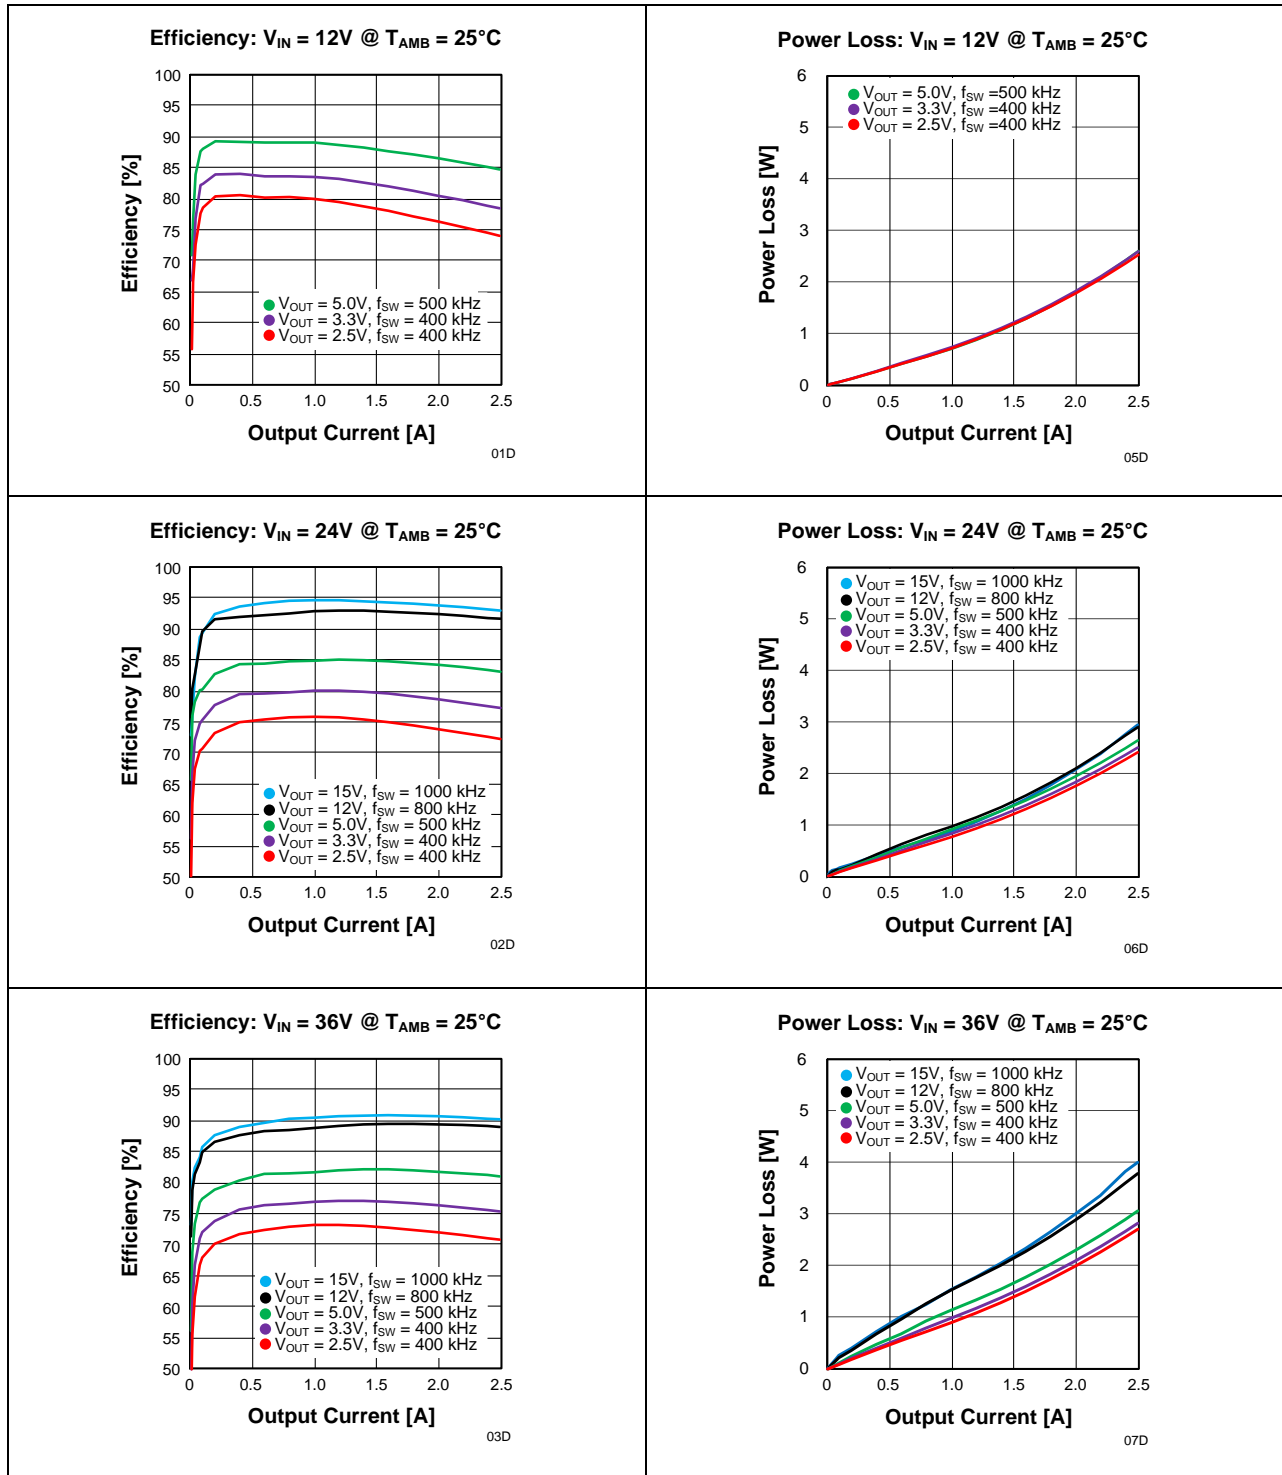 Efficiency: VIN = 12V @ TAMB = 25°C
100
95
90
85
80
75
70
65
60
55
50
Efficiency [%]
VOUT = 5.0V, fSW = 500 kHz
VOUT = 3.3V, fSW = 400 kHz
VOUT = 2.5V, fSW = 400 kHz
0 0.5 1.0 1.5 2.0 2.5
Output Current [A]
01D
Power Loss: VIN = 12V @ TAMB = 25°C
6
5
4
3
2
1
0
Power Loss [W]
VOUT = 5.0V, fSW =500 kHz
VOUT = 3.3V, fSW =400 kHz
VOUT = 2.5V, fSW =400 kHz
0 0.5 1.0 1.5 2.0 2.5
Output Current [A]
05D
Efficiency: VIN = 24V @ TAMB = 25°C
100
95
90
85
80
75
70
65
60
55
50
Efficiency [%]
VOUT = 15V, fSW = 1000 kHz
VOUT = 12V, fSW = 800 kHz
VOUT = 5.0V, fSW = 500 kHz
VOUT = 3.3V, fSW = 400 kHz
VOUT = 2.5V, fSW = 400 kHz
0 0.5 1.0 1.5 2.0 2.5
Output Current [A]
02D
Power Loss: VIN = 24V @ TAMB = 25°C
6
5
4
3
2
1
0
Power Loss [W]
VOUT = 15V, fSW = 1000 kHz
VOUT = 12V, fSW = 800 kHz
VOUT = 5.0V, fSW = 500 kHz
VOUT = 3.3V, fSW = 400 kHz
VOUT = 2.5V, fSW = 400 kHz
0 0.5 1.0 1.5 2.0 2.5
Output Current [A]
06D
Efficiency: VIN = 36V @ TAMB = 25°C
100
95
90
85
80
75
70
65
60
55
50
Efficiency [%]
VOUT = 15V, fSW = 1000 kHz
VOUT = 12V, fSW = 800 kHz
VOUT = 5.0V, fSW = 500 kHz
VOUT = 3.3V, fSW = 400 kHz
VOUT = 2.5V, fSW = 400 kHz
0 0.5 1.0 1.5 2.0 2.5
Output Current [A]
03D
Power Loss: VIN = 36V @ TAMB = 25°C
6
5
4
3
2
1
0
Power Loss [W]
VOUT = 15V, fSW = 1000 kHz
VOUT = 12V, fSW = 800 kHz
VOUT = 5.0V, fSW = 500 kHz
VOUT = 3.3V, fSW = 400 kHz
VOUT = 2.5V, fSW = 400 kHz
0 0.5 1.0 1.5 2.0 2.5
Output Current [A]
07D